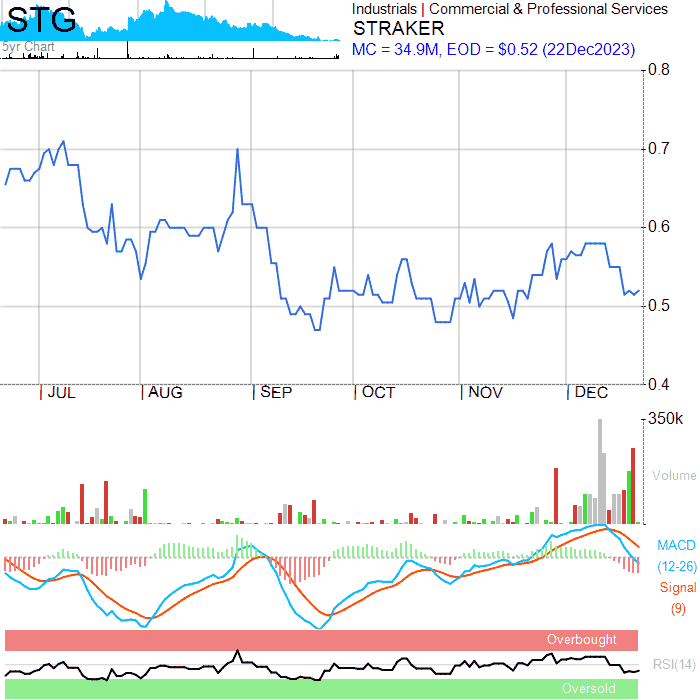 STG
5yr Chart
Industrials | Commercial & Professional Services
STRAKER
MC = 34.9M, EOD = $0.52 (22Dec2023)
0.8
0.7
0.6
0.5
0.4
JUL AUG SEP OCT NOV DEC
350k
Volume
MACD
(12-26)
Signal
(9)
Overbought
RSI(14)
Oversold